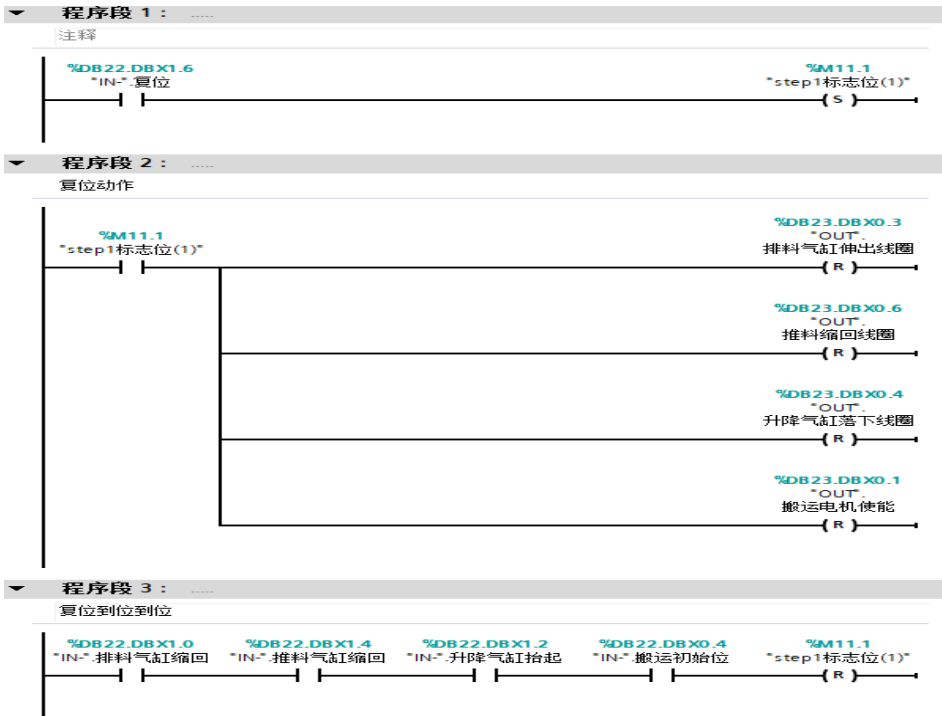 程序段 1： .....
注释
%DB22.DBX1.6
"IN-".复位
%M11.1
"step1标志位(1)"
( S )
程序段 2： .....
复位动作
%M11.1
"step1标志位(1)"
%DB23.DBX0.3
"OUT".
排料气缸伸出线圈
( R )
%DB23.DBX0.6
"OUT".
推料缩回线圈
( R )
%DB23.DBX0.4
"OUT".
升降气缸落下线圈
( R )
%DB23.DBX0.1
"OUT".
搬运电机使能
( R )
程序段 3： .....
复位到位到位
%DB22.DBX1.0 %DB22.DBX1.4 %DB22.DBX1.2 %DB22.DBX0.4 %M11.1
"IN-".排料气缸缩回 "IN-".推料气缸缩回 "IN-".升降气缸抬起 "IN-".搬运初始位 "step1标志位(1)"
( R )